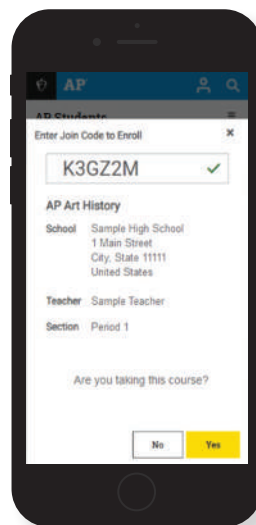 AP
AP Students
Enter Join Code to Enroll
K3GZ2M
AP Art History
School Sample High School
1 Main Street
City, State 11111
United States
Teacher Sample Teacher
Section Period 1
Are you taking this course?
No Yes